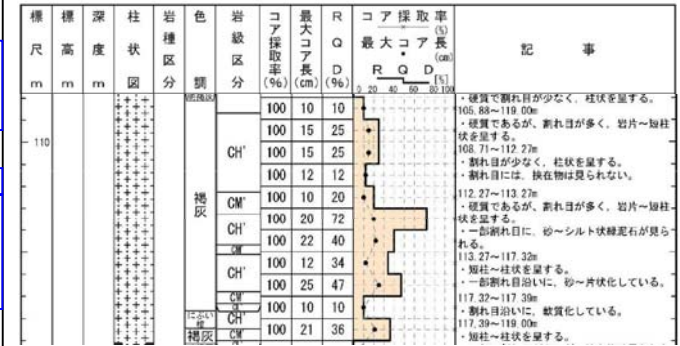 標尺m
標高m
深度m
柱状図
岩種区分
色調
岩級区分
コア採取率(%)
最大コア長(cm)
RQD(%)
コア採取率(%)
最大コア長(cm)
RQD[%]
0 20 40 60 80 100
記事
100 10 10
100 15 25
110
CH'
100 15 25
100 12 12
褐灰
CM'
100 10 20
CH'
100 20 72
100 22 40
CM'
CH'
100 12 34
100 25 47
CM'
CL'
100 10 10
にぶい橙
CH'
褐灰
CM'
100 21 36
・硬質で割れ目が少なく、柱状を呈する。
105.88～119.00m
・硬質であるが、割れ目が多く、岩片～短柱
状を呈する。
108.71～112.27m
・割れ目が少なく、柱状を呈する。
・割れ目には、挟在物は見られない。
112.27～113.27m
・硬質であるが、割れ目が多く、岩片～短柱
状を呈する。
・一部割れ目に、砂～シルト状緑泥石が見ら
れる。
113.27～117.32m
・短柱～柱状を呈する。
・一部割れ目沿いに、砂～片状化している。
117.32～117.39m
・割れ目沿いに、軟質化している。
117.39～119.00m
・短柱～柱状を呈する。